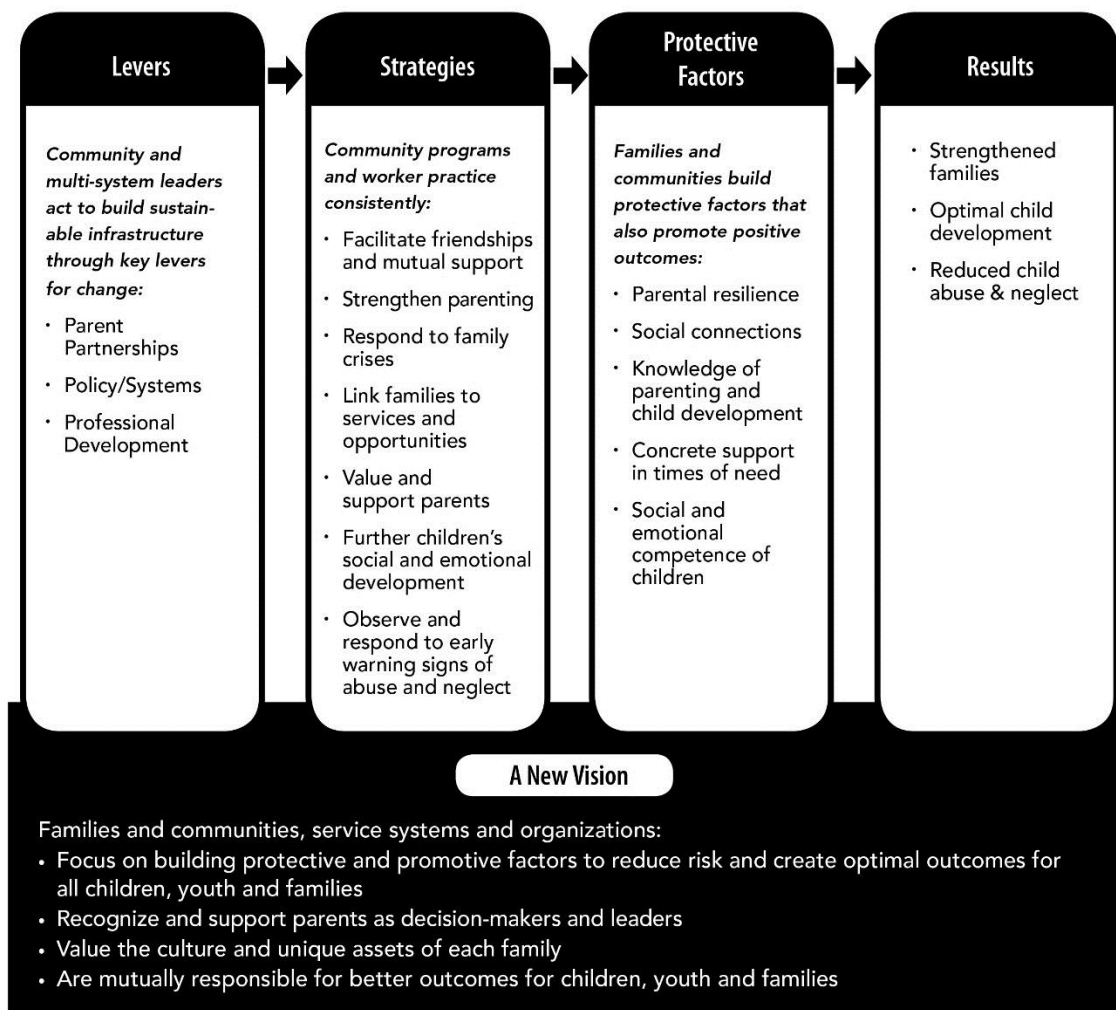 Levers
Community and
multi-system leaders
act to build sustain-
able infrastructure
through key levers
for change:
· Parent
Partnerships
· Policy/Systems
· Professional
Development
Strategies
Community programs
and worker practice
consistently:
· Facilitate friendships
and mutual support
· Strengthen parenting
· Respond to family
crises
· Link families to
services and
opportunities
· Value and
support parents
· Further children’s
social and emotional
development
· Observe and
respond to early
warning signs of
abuse and neglect
Protective
Factors
Families and
communities build
protective factors that
also promote positive
outcomes:
· Parental resilience
· Social connections
· Knowledge of
parenting and
child development
· Concrete support
in times of need
· Social and
emotional
competence of
children
Results
· Strengthened
families
· Optimal child
development
· Reduced child
abuse & neglect
A New Vision
Families and communities, service systems and organizations:
• Focus on building protective and promotive factors to reduce risk and create optimal outcomes for
all children, youth and families
• Recognize and support parents as decision-makers and leaders
• Value the culture and unique assets of each family
• Are mutually responsible for better outcomes for children, youth and families